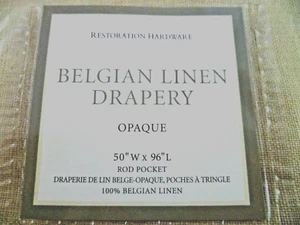 RESTORATION HARDWARE
BELGIAN LINEN
DRAPERY
OPAQUE
50"W x 96"L
ROD POCKET
DRAPERIE DE LIN BELGE-OPAQUE, POCHES À TRINGLE
100% BELGIAN LINEN